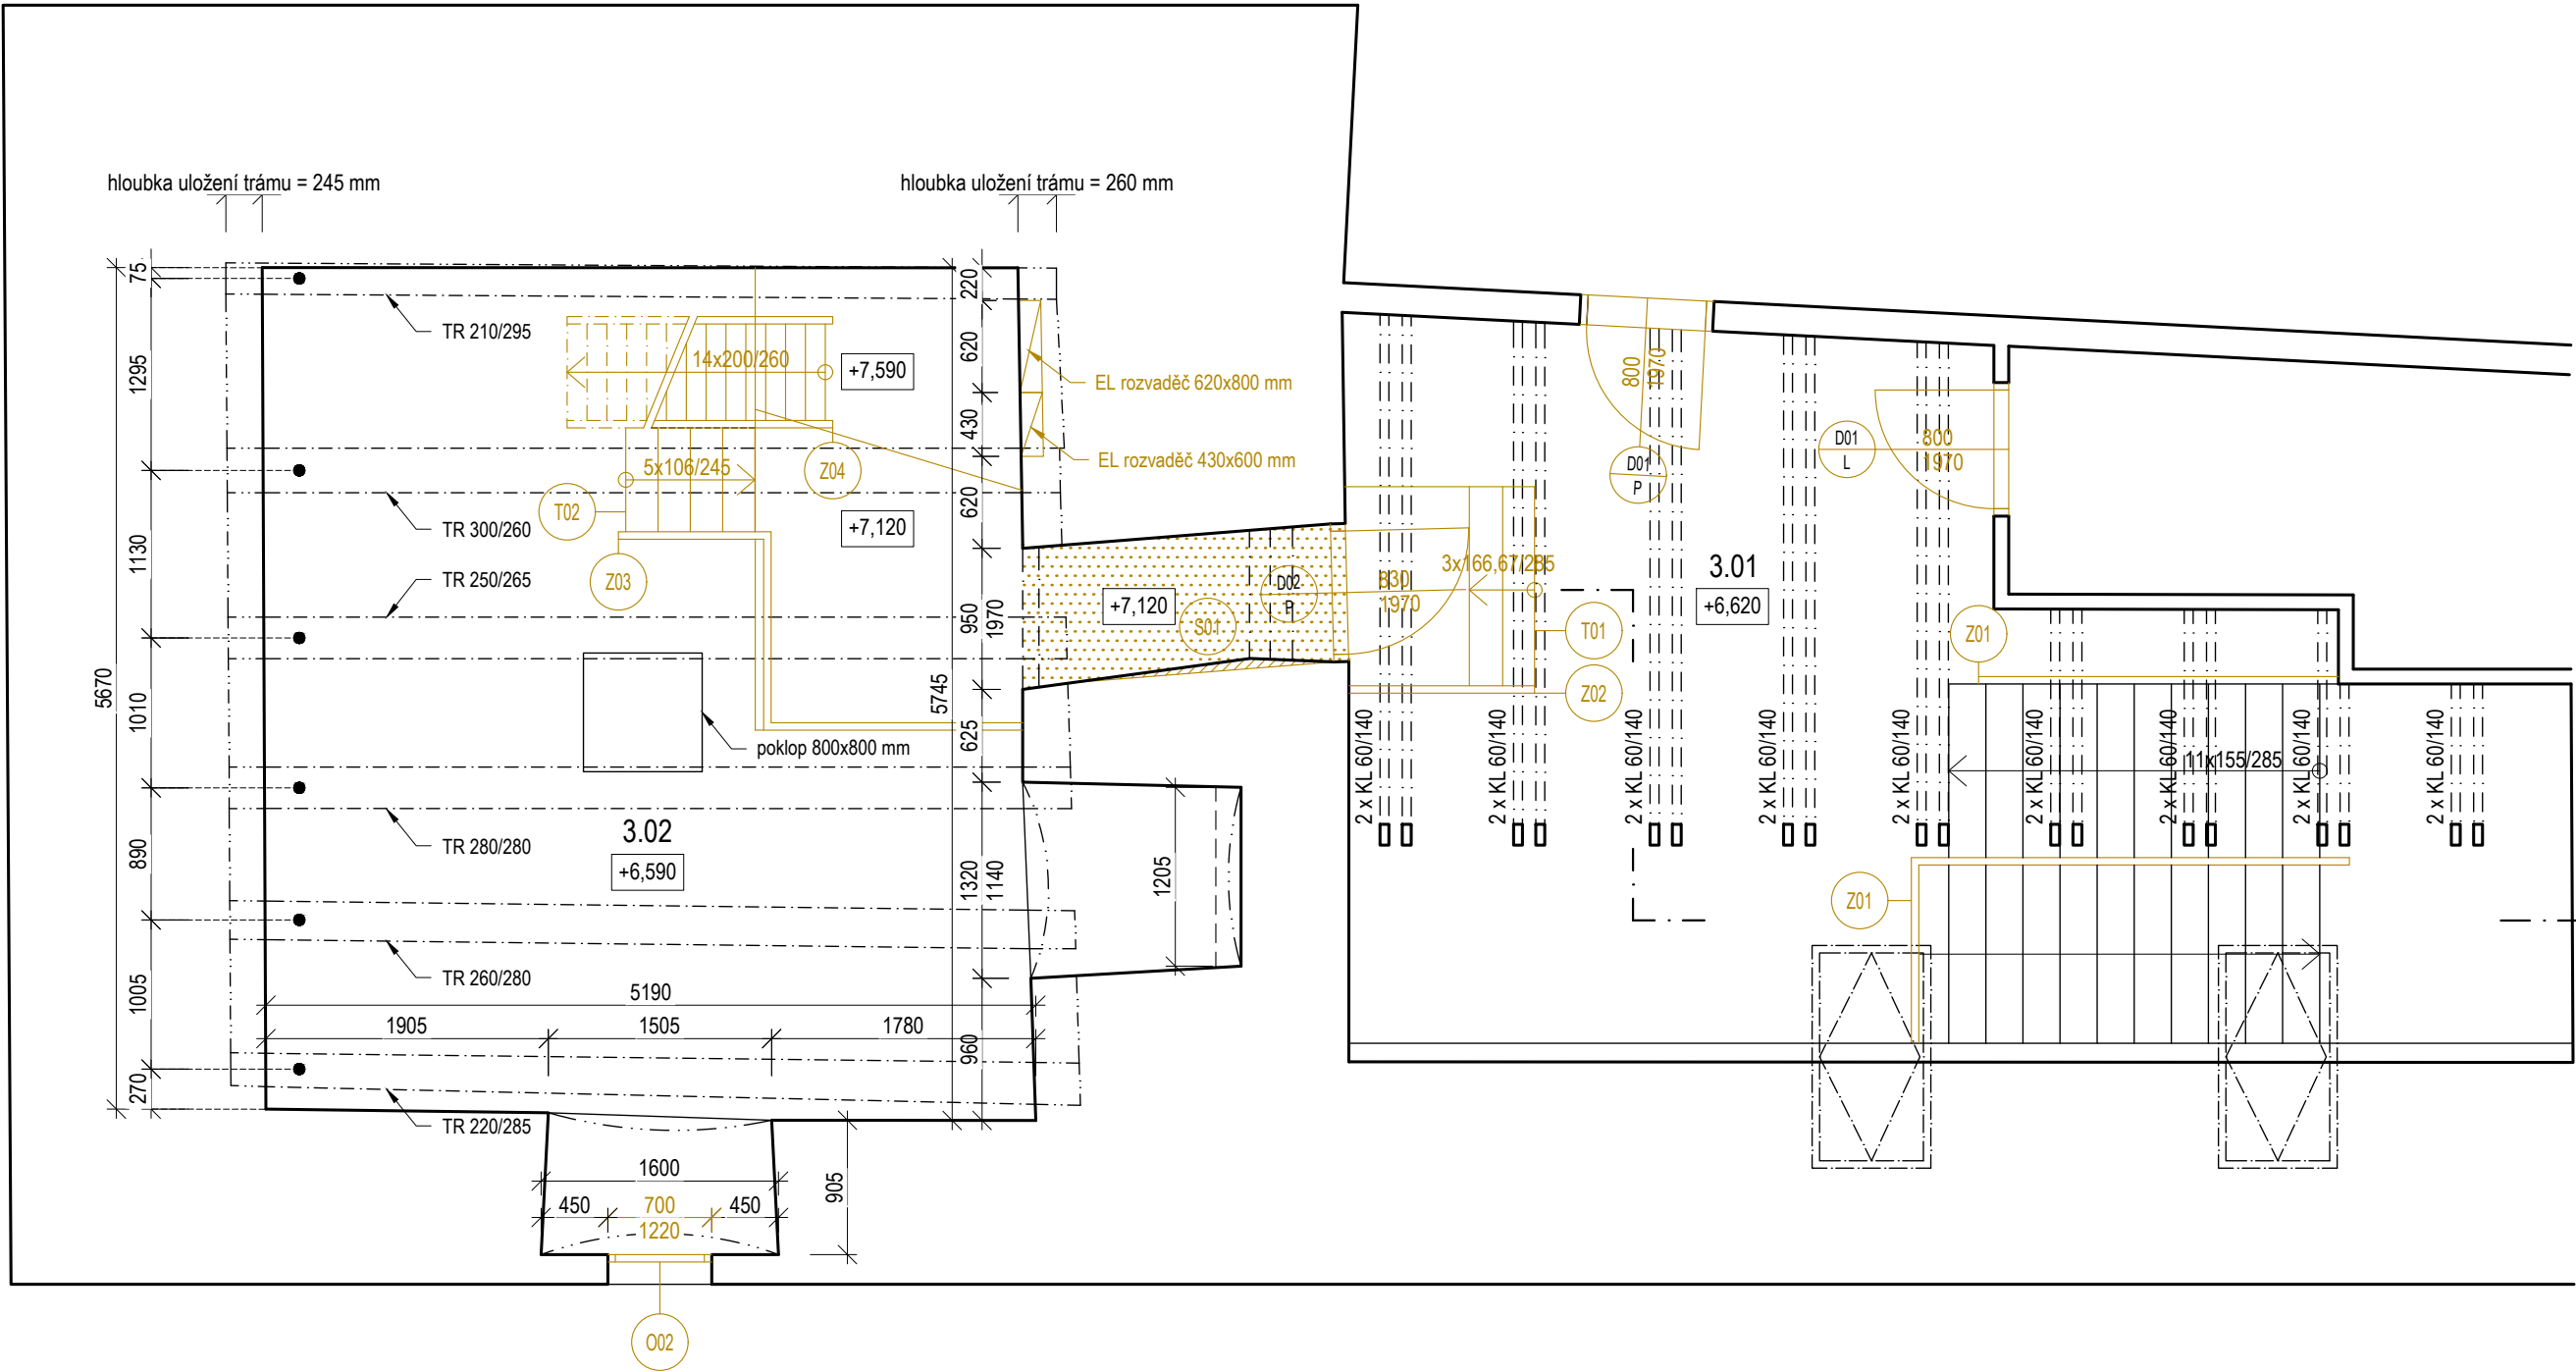 hloubka uložení trámu = 245 mm
hloubka uložení trámu = 260 mm
75
1295
1130
1010
890
1005
270
5670
TR 210/295
TR 300/260
TR 250/265
TR 280/280
TR 260/280
TR 220/285
14x200/260
+7,590
5x106/245
Z04
T02
Z03
+7,120
220
620
430
620
950
1970
625
1320
1140
960
5745
EL rozvaděč 620x800 mm
EL rozvaděč 430x600 mm
poklop 800x800 mm
3.02
+6,590
5190
1905
1505
1780
1600
450
700
450
1220
905
O02
1205
+7,120
S01
D02
P
830
1970
3x166,67/285
T01
Z02
800
1970
D01
P
D01
L
800
1970
3.01
+6,620
Z01
Z01
2 x KL 60/140
2 x KL 60/140
2 x KL 60/140
2 x KL 60/140
2 x KL 60/140
2 x KL 60/140
2 x KL 60/140
2 x KL 60/140
2 x KL 60/140
11x155/285